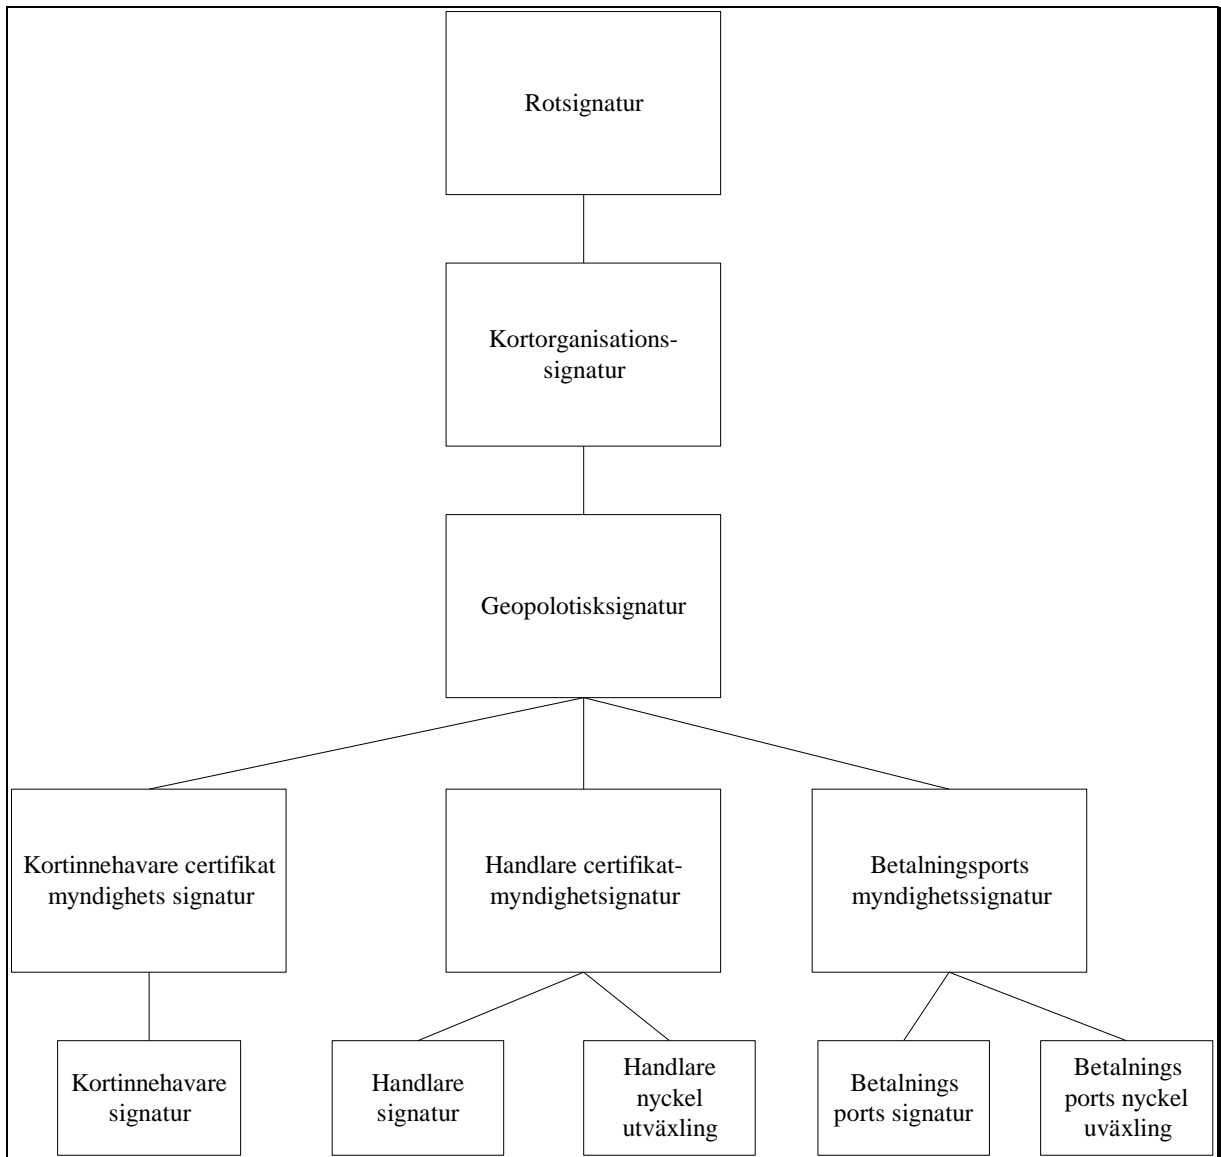 Rotsignatur
Kortorganisations-
signatur
Geopolotisksignatur
Kortinnehavare certifikat
myndighets signatur
Handlare certifikat-
myndighetsignatur
Betalningsports
myndighetssignatur
Kortinnehavare
signatur
Handlare
signatur
Handlare
nyckel
utväxling
Betalnings
ports signatur
Betalnings
ports nyckel
uväxling